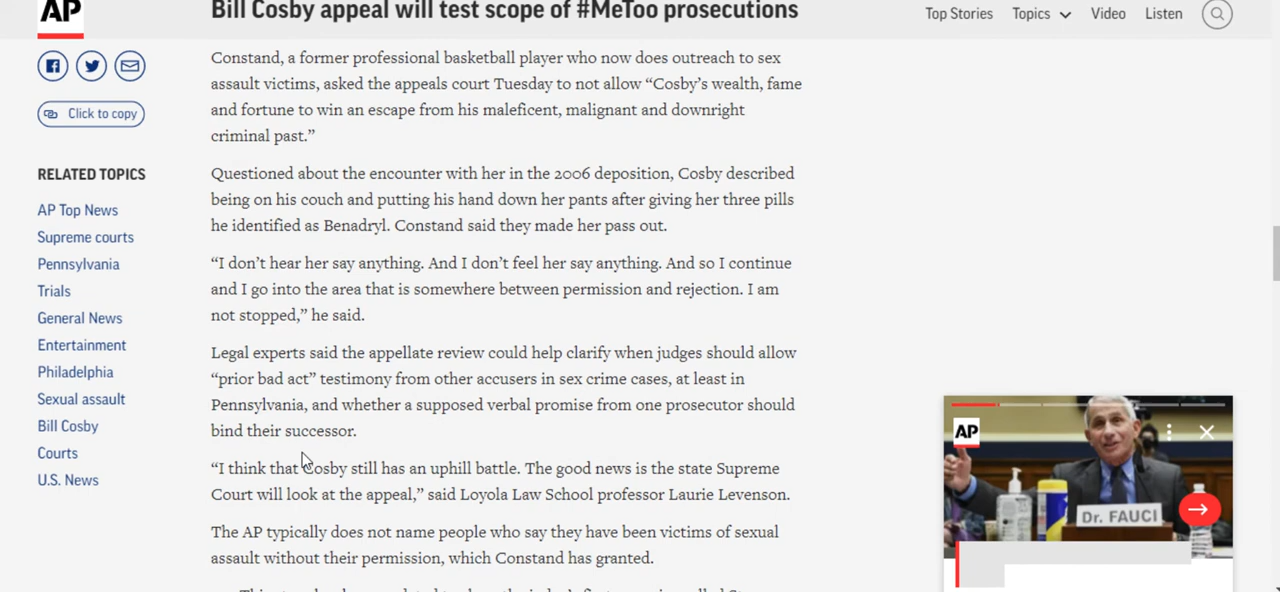 AP
Bill Cosby appeal will test scope of #MeToo prosecutions
Top Stories
Topics
Video
Listen
Click to copy
RELATED TOPICS
AP Top News
Supreme courts
Pennsylvania
Trials
General News
Entertainment
Philadelphia
Sexual assault
Bill Cosby
Courts
U.S. News
Constand, a former professional basketball player who now does outreach to sex
assault victims, asked the appeals court Tuesday to not allow “Cosby’s wealth, fame
and fortune to win an escape from his maleficent, malignant and downright
criminal past.”
Questioned about the encounter with her in the 2006 deposition, Cosby described
being on his couch and putting his hand down her pants after giving her three pills
he identified as Benadryl. Constand said they made her pass out.
“I don’t hear her say anything. And I don’t feel her say anything. And so I continue
and I go into the area that is somewhere between permission and rejection. I am
not stopped,” he said.
Legal experts said the appellate review could help clarify when judges should allow
“prior bad act” testimony from other accusers in sex crime cases, at least in
Pennsylvania, and whether a supposed verbal promise from one prosecutor should
bind their successor.
“I think that Cosby still has an uphill battle. The good news is the state Supreme
Court will look at the appeal,” said Loyola Law School professor Laurie Levenson.
The AP typically does not name people who say they have been victims of sexual
assault without their permission, which Constand has granted.
AP
Dr. FAUCI